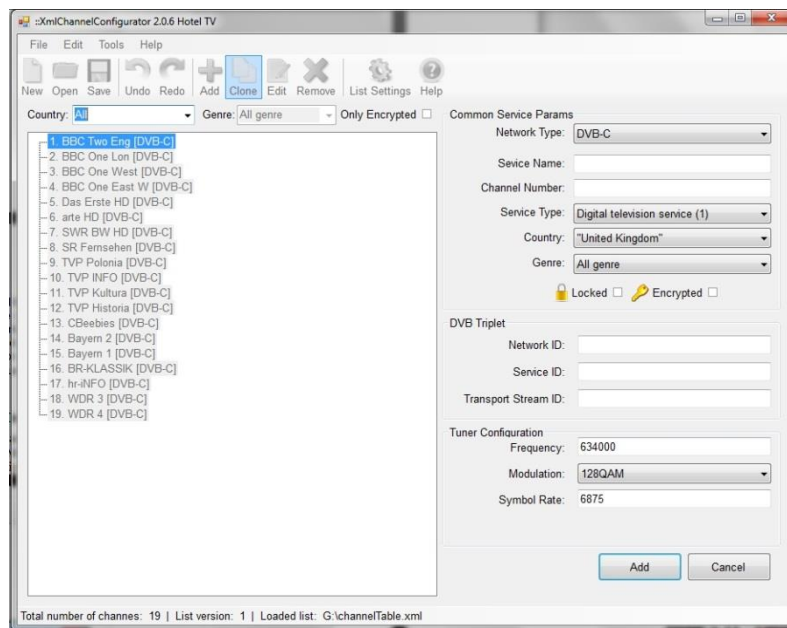 ::XmlChannelConfigurator 2.0.6 Hotel TV
File Edit Tools Help
New Open Save Undo Redo Add Clone Edit Remove List Settings Help
Country: All Genre: All genre Only Encrypted
1. BBC Two Eng [DVB-C]
2. BBC One Lon [DVB-C]
3. BBC One West [DVB-C]
4. BBC One East W [DVB-C]
5. Das Erste HD [DVB-C]
6. arte HD [DVB-C]
7. SWR BW HD [DVB-C]
8. SR Fernsehen [DVB-C]
9. TVP Polonia [DVB-C]
10. TVP INFO [DVB-C]
11. TVP Kultura [DVB-C]
12. TVP Historia [DVB-C]
13. CBeebies [DVB-C]
14. Bayern 2 [DVB-C]
15. Bayern 1 [DVB-C]
16. BR-KLASSIK [DVB-C]
17. hr-iNFO [DVB-C]
18. WDR 3 [DVB-C]
19. WDR 4 [DVB-C]
Common Service Params
Network Type: DVB-C
Sevice Name:
Channel Number:
Service Type: Digital television service (1)
Country: "United Kingdom"
Genre: All genre
Locked Encrypted
DVB Triplet
Network ID:
Service ID:
Transport Stream ID:
Tuner Configuration
Frequency: 634000
Modulation: 128QAM
Symbol Rate: 6875
Add Cancel
Total number of channes: 19 | List version: 1 | Loaded list: G:\channelTable.xml